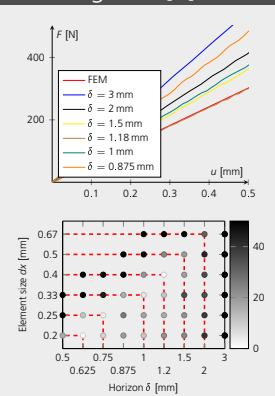 F [N]
400
200
FEM
δ = 3 mm
δ = 2 mm
δ = 1.5 mm
δ = 1.18 mm
δ = 1 mm
δ = 0.875 mm
u [mm]
0.1 0.2 0.3 0.4 0.5
Element size dx [mm]
0.67
0.5
0.4
0.33
0.25
0.2
40
20
0
0.5 0.75 1 1.5 3
0.625 0.875 1.2 2
Horizon δ [mm]